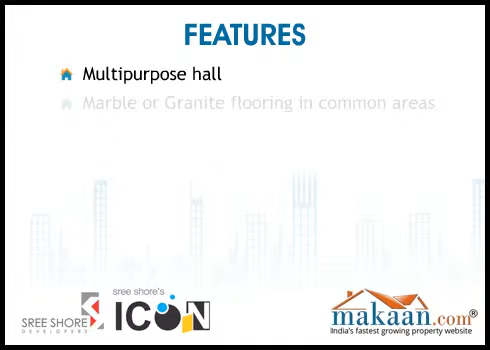 FEATURES
Multipurpose hall
Marble or Granite flooring in common areas
sree shore's
SREE SHORE
DEVELOPERS
ICON
makaan.com®
India's fastest growing property website